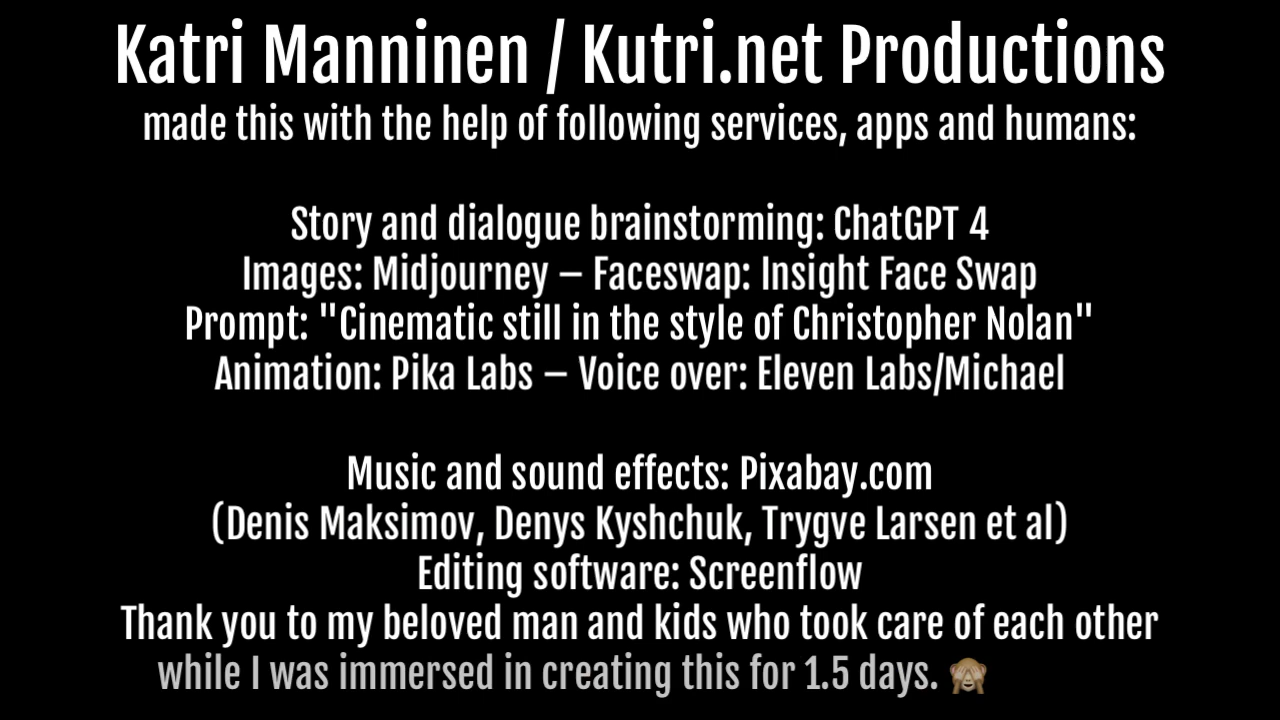 Katri Manninen / Kutri.net Productions
made this with the help of following services, apps and humans:
Story and dialogue brainstorming: ChatGPT 4
Images: Midjourney – Faceswap: Insight Face Swap
Prompt: "Cinematic still in the style of Christopher Nolan"
Animation: Pika Labs – Voice over: Eleven Labs/Michael
Music and sound effects: Pixabay.com
(Denis Maksimov, Denys Kyshchuk, Trygve Larsen et al)
Editing software: Screenflow
Thank you to my beloved man and kids who took care of each other
while I was immersed in creating this for 1.5 days. 🙈